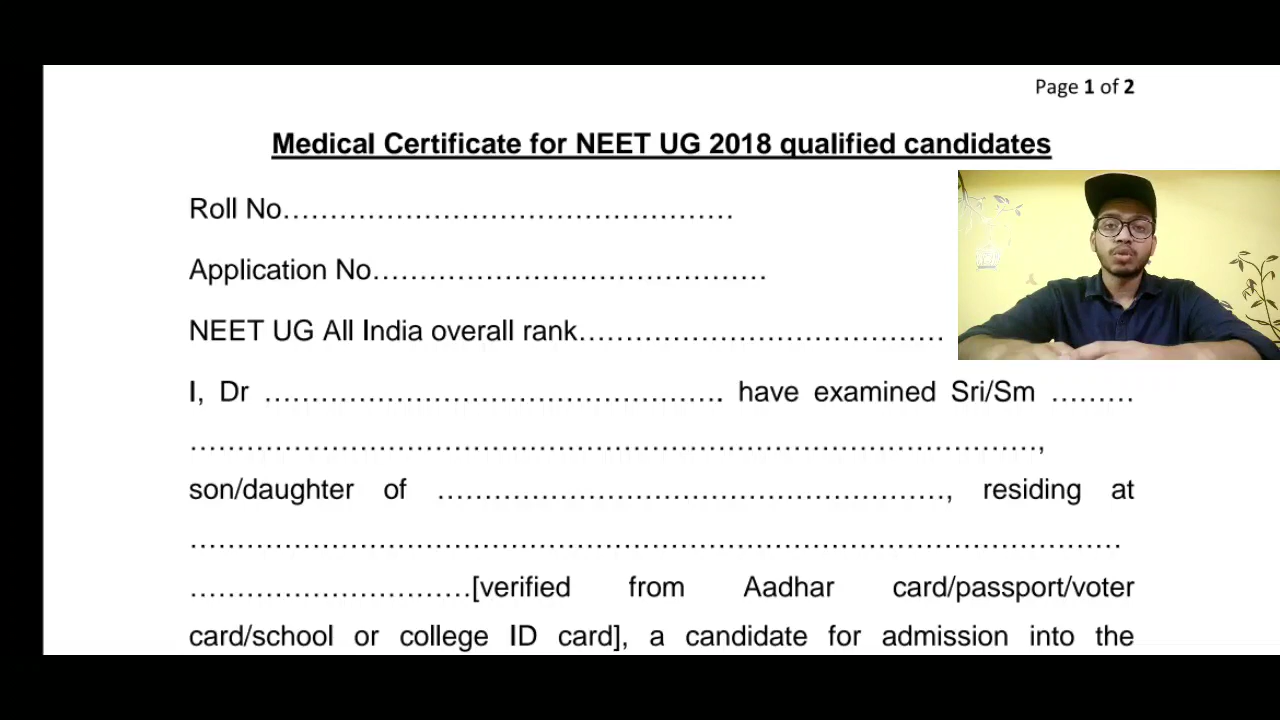 Page 1 of 2
Medical Certificate for NEET UG 2018 qualified candidates
Roll No…………………………………………
Application No……………………………………
NEET UG All India overall rank…………………………………
I, Dr …………………………………………. have examined Sri/Sm ………
………………………………………………………………………………,
son/daughter of ………………………………………………, residing at
………………………………………………………………………………………
…………………………[verified from Aadhar card/passport/voter
card/school or college ID card], a candidate for admission into the